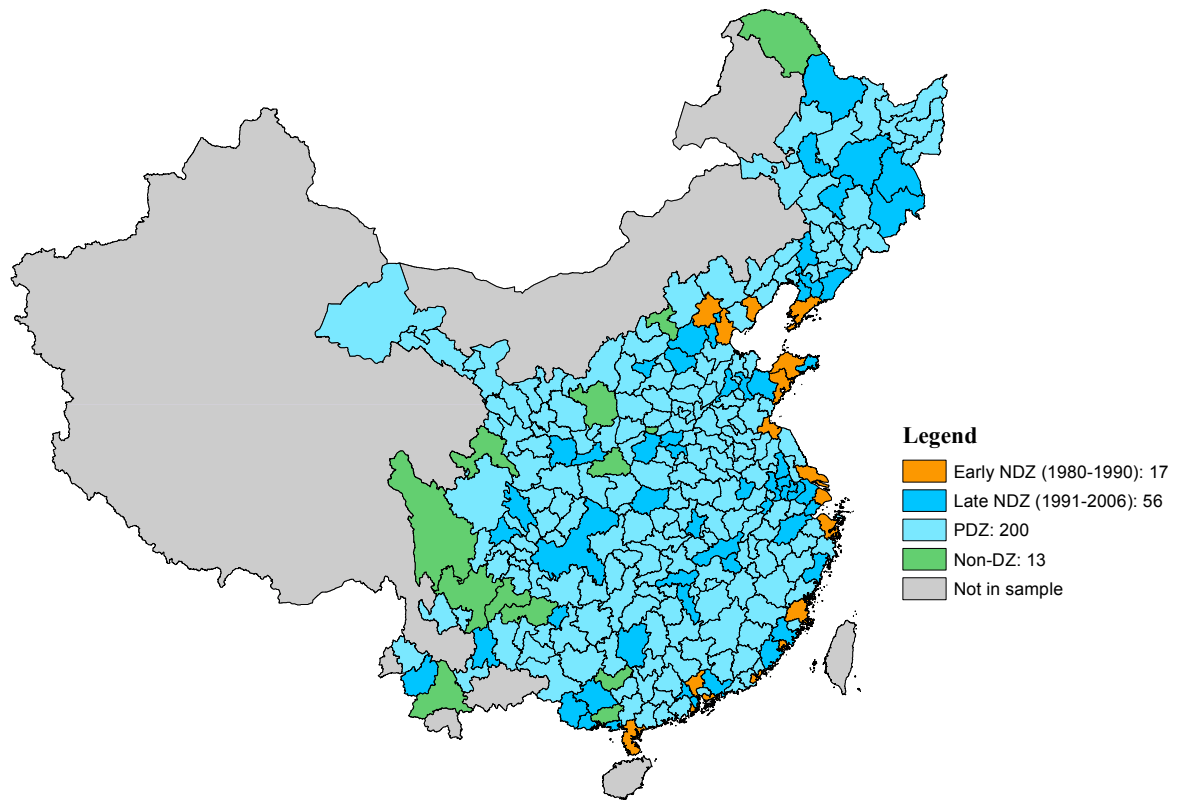 Legend
Early NDZ (1980-1990): 17
Late NDZ (1991-2006): 56
PDZ: 200
Non-DZ: 13
Not in sample